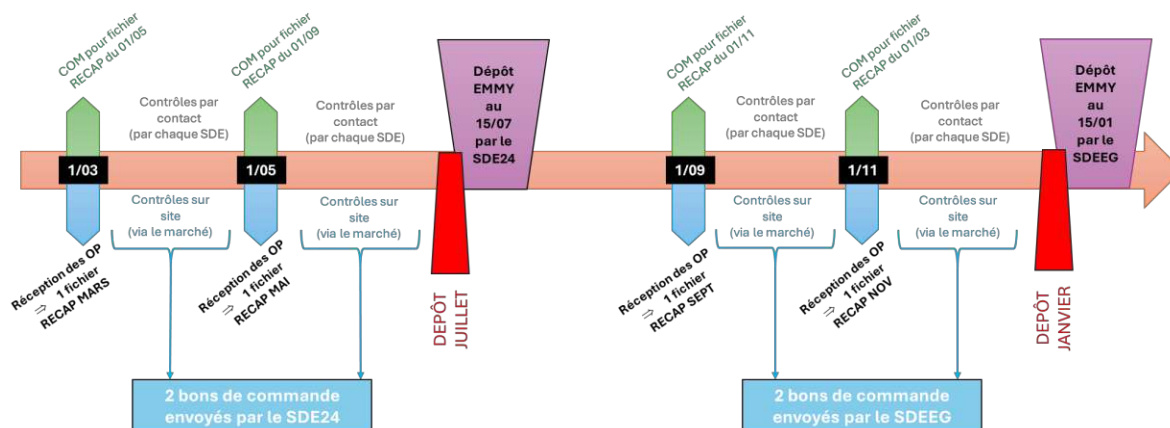 COM pour fichier
RECAP du 01/05
COM pour fichier
RECAP du 01/09
Dépôt
EMMY
au
15/07
par le
SDE24
COM pour fichier
RECAP du 01/11
COM pour fichier
RECAP du 01/03
Dépôt
EMMY
au
15/01
par le
SDEEG
Contrôles par
contact
(par chaque SDE)
Contrôles par
contact
(par chaque SDE)
Contrôles par
contact
(par chaque SDE)
Contrôles par
contact
(par chaque SDE)
1/03
1/05
1/09
1/11
Contrôles sur
site
(via le marché)
Contrôles sur
site
(via le marché)
Contrôles sur
site
(via le marché)
Contrôles sur
site
(via le marché)
Réception des OP
⇒ 1 fichier
RECAP MARS
Réception des OP
⇒ 1 fichier
RECAP MAI
DEPÔT
JUILLET
Réception des OP
⇒ 1 fichier
RECAP SEPT
Réception des OP
⇒ 1 fichier
RECAP NOV
DEPÔT
JANVIER
2 bons de commande
envoyés par le SDE24
2 bons de commande
envoyés par le SDEEG